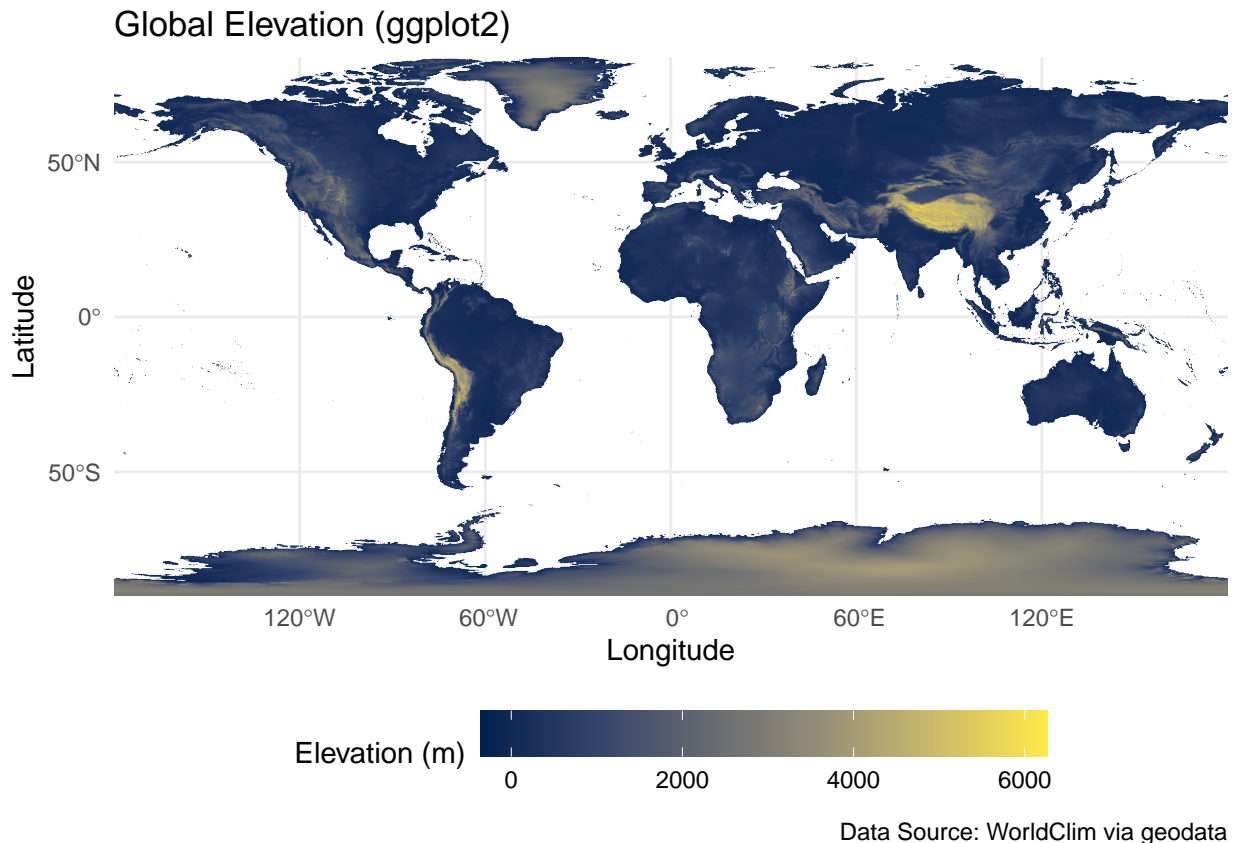 Global Elevation (ggplot2)
50°N
0°
50°S
Latitude
120°W 60°W 0° 60°E 120°E
Longitude
Elevation (m)
0 2000 4000 6000
Data Source: WorldClim via geodata